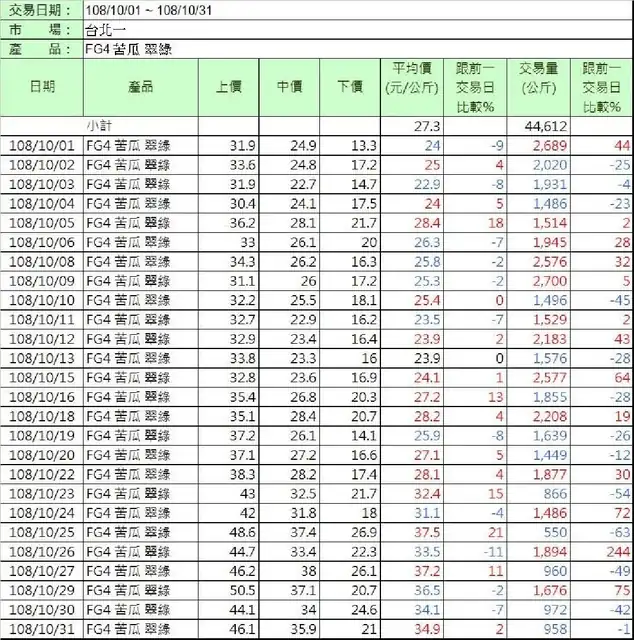 交易日期： 108/10/01 ~ 108/10/31
市 場： 台北一
產 品： FG4 苦瓜 翠綠
日期 產品 上價 中價 下價 平均價(元/公斤) 跟前一交易日比較% 交易量(公斤) 跟前一交易日比較%
小計 27.3 44,612
108/10/01 FG4 苦瓜 翠綠 31.9 24.9 13.3 24 -9 2,689 44
108/10/02 FG4 苦瓜 翠綠 33.6 24.8 17.2 25 4 2,020 -25
108/10/03 FG4 苦瓜 翠綠 31.9 22.7 14.7 22.9 -8 1,931 -4
108/10/04 FG4 苦瓜 翠綠 30.4 24.1 17.5 24 5 1,486 -23
108/10/05 FG4 苦瓜 翠綠 36.2 28.1 21.7 28.4 18 1,514 2
108/10/06 FG4 苦瓜 翠綠 33 26.1 20 26.3 -7 1,945 28
108/10/08 FG4 苦瓜 翠綠 34.3 26.2 16.3 25.8 -2 2,576 32
108/10/09 FG4 苦瓜 翠綠 31.1 26 17.2 25.3 -2 2,700 5
108/10/10 FG4 苦瓜 翠綠 32.2 25.5 18.1 25.4 0 1,496 -45
108/10/11 FG4 苦瓜 翠綠 32.7 22.9 16.2 23.5 -7 1,529 2
108/10/12 FG4 苦瓜 翠綠 32.9 23.4 16.4 23.9 2 2,183 43
108/10/13 FG4 苦瓜 翠綠 33.8 23.3 16 23.9 0 1,576 -28
108/10/15 FG4 苦瓜 翠綠 32.8 23.6 16.9 24.1 1 2,577 64
108/10/16 FG4 苦瓜 翠綠 35.4 26.8 20.3 27.2 13 1,855 -28
108/10/18 FG4 苦瓜 翠綠 35.1 28.4 20.7 28.2 4 2,208 19
108/10/19 FG4 苦瓜 翠綠 37.2 26.1 14.1 25.9 -8 1,639 -26
108/10/20 FG4 苦瓜 翠綠 37.1 27.2 16.6 27.1 5 1,449 -12
108/10/22 FG4 苦瓜 翠綠 38.3 28.2 17.4 28.1 4 1,877 30
108/10/23 FG4 苦瓜 翠綠 43 32.5 21.7 32.4 15 866 -54
108/10/24 FG4 苦瓜 翠綠 42 31.8 18 31.1 -4 1,486 72
108/10/25 FG4 苦瓜 翠綠 48.6 37.4 26.9 37.5 21 550 -63
108/10/26 FG4 苦瓜 翠綠 44.7 33.4 22.3 33.5 -11 1,894 244
108/10/27 FG4 苦瓜 翠綠 46.2 38 26.1 37.2 11 960 -49
108/10/29 FG4 苦瓜 翠綠 50.5 37.1 20.7 36.5 -2 1,676 75
108/10/30 FG4 苦瓜 翠綠 44.1 34 24.6 34.1 -7 972 -42
108/10/31 FG4 苦瓜 翠綠 46.1 35.9 21 34.9 2 958 -1